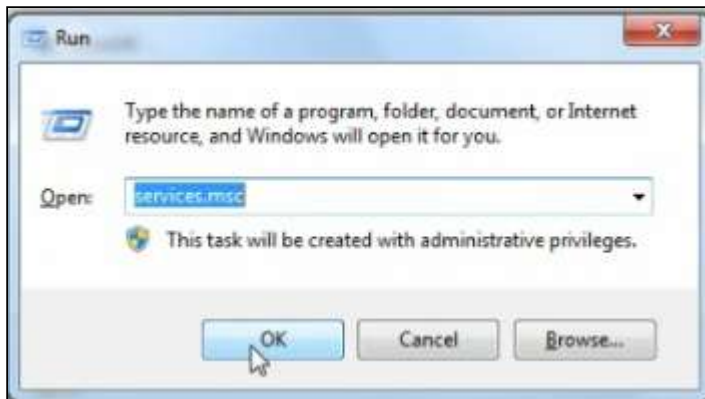 Run
Type the name of a program, folder, document, or Internet
resource, and Windows will open it for you.
Open:
services.msc
This task will be created with administrative privileges.
OK
Cancel
Browse...